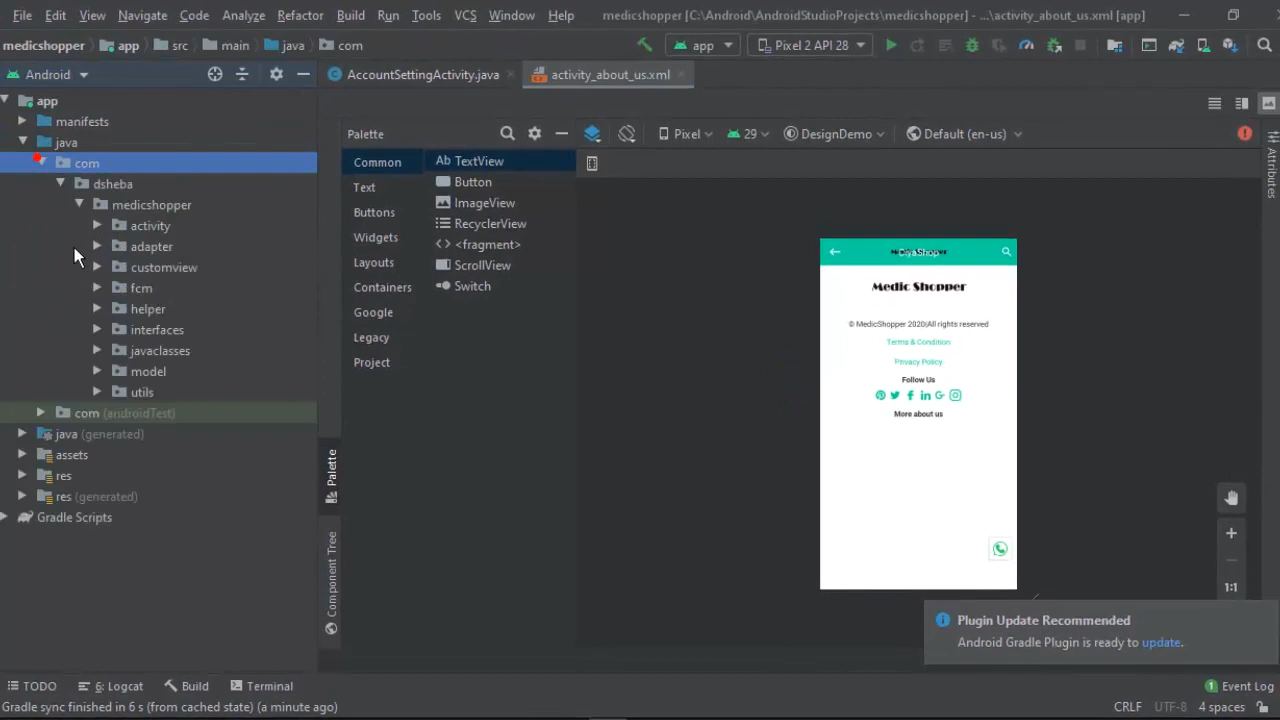 File Edit View Navigate Code Analyze Refactor Build Run Tools VCS Window Help medicshopper [C:\Android\AndroidStudioProjects\medicshopper] - ...\activity_about_us.xml [app]
medicshopper app src main java com app Pixel 2 API 28
Android AccountSettingActivity.java activity_about_us.xml
app
manifests
java
com
dsheba
medicshopper
activity
adapter
customview
fcm
helper
interfaces
javaclasses
model
utils
com (androidTest)
java (generated)
assets
res
res (generated)
Gradle Scripts
Palette
Common
Text
Buttons
Widgets
Layouts
Containers
Google
Legacy
Project
Ab TextView
Button
ImageView
RecyclerView
<> <fragment>
ScrollView
Switch
Pixel 29 DesignDemo Default (en-us)
Attributes
Palette
Component Tree
Medic Shopper
© MedicShopper 2020|All rights reserved
Terms & Condition
Privacy Policy
Follow Us
More about us
1:1
Plugin Update Recommended
Android Gradle Plugin is ready to update.
TODO 6: Logcat Build Terminal 1 Event Log
Gradle sync finished in 6 s (from cached state) (a minute ago) CRLF UTF-8 4 spaces